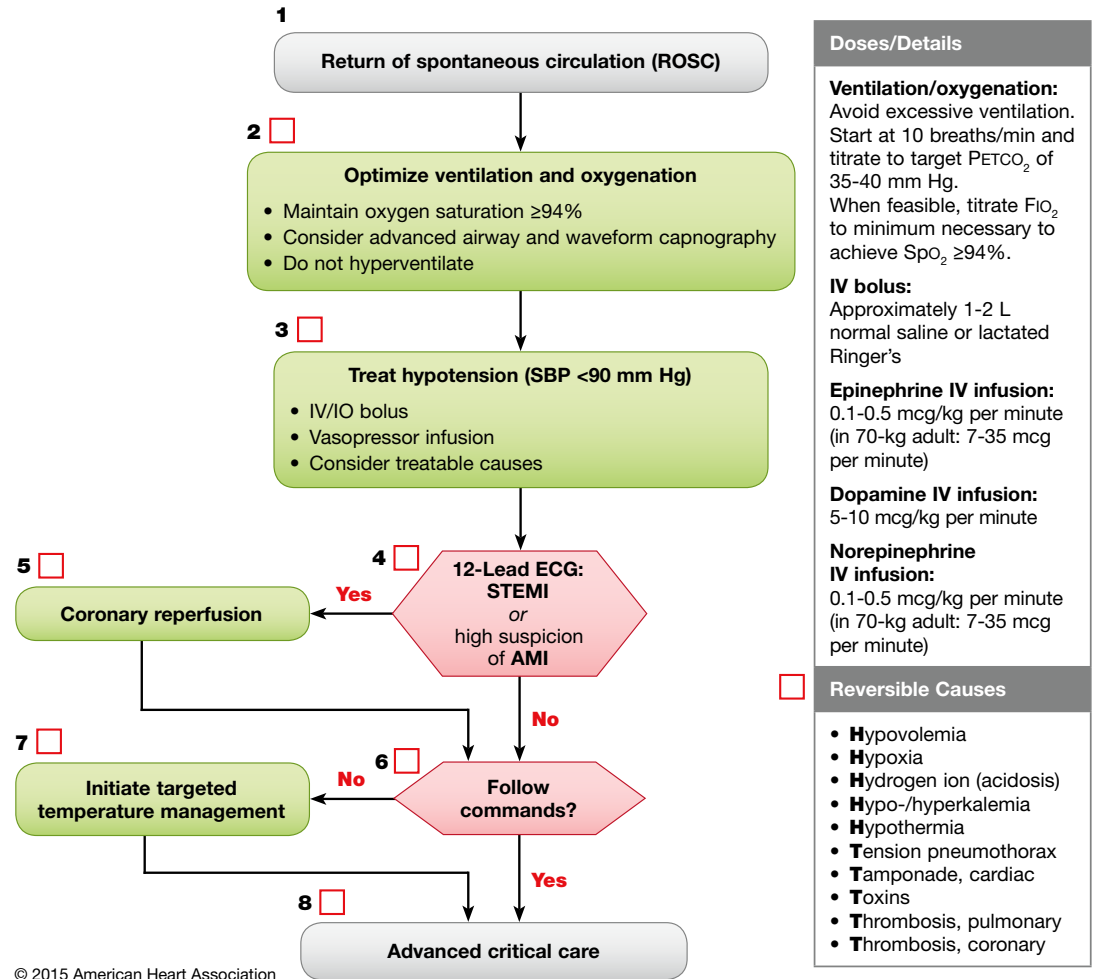 1
Return of spontaneous circulation (ROSC)
2
Optimize ventilation and oxygenation
• Maintain oxygen saturation ≥94%
• Consider advanced airway and waveform capnography
• Do not hyperventilate
3
Treat hypotension (SBP <90 mm Hg)
• IV/IO bolus
• Vasopressor infusion
• Consider treatable causes
4
12-Lead ECG:
STEMI
or
high suspicion
of AMI
Yes
5
Coronary reperfusion
No
6
Follow
commands?
No
7
Initiate targeted
temperature management
Yes
8
Advanced critical care
© 2015 American Heart Association
Doses/Details
Ventilation/oxygenation:
Avoid excessive ventilation.
Start at 10 breaths/min and
titrate to target PETCO₂ of
35-40 mm Hg.
When feasible, titrate FIO₂
to minimum necessary to
achieve SpO₂ ≥94%.
IV bolus:
Approximately 1-2 L
normal saline or lactated
Ringer's
Epinephrine IV infusion:
0.1-0.5 mcg/kg per minute
(in 70-kg adult: 7-35 mcg
per minute)
Dopamine IV infusion:
5-10 mcg/kg per minute
Norepinephrine
IV infusion:
0.1-0.5 mcg/kg per minute
(in 70-kg adult: 7-35 mcg
per minute)
Reversible Causes
• Hypovolemia
• Hypoxia
• Hydrogen ion (acidosis)
• Hypo-/hyperkalemia
• Hypothermia
• Tension pneumothorax
• Tamponade, cardiac
• Toxins
• Thrombosis, pulmonary
• Thrombosis, coronary